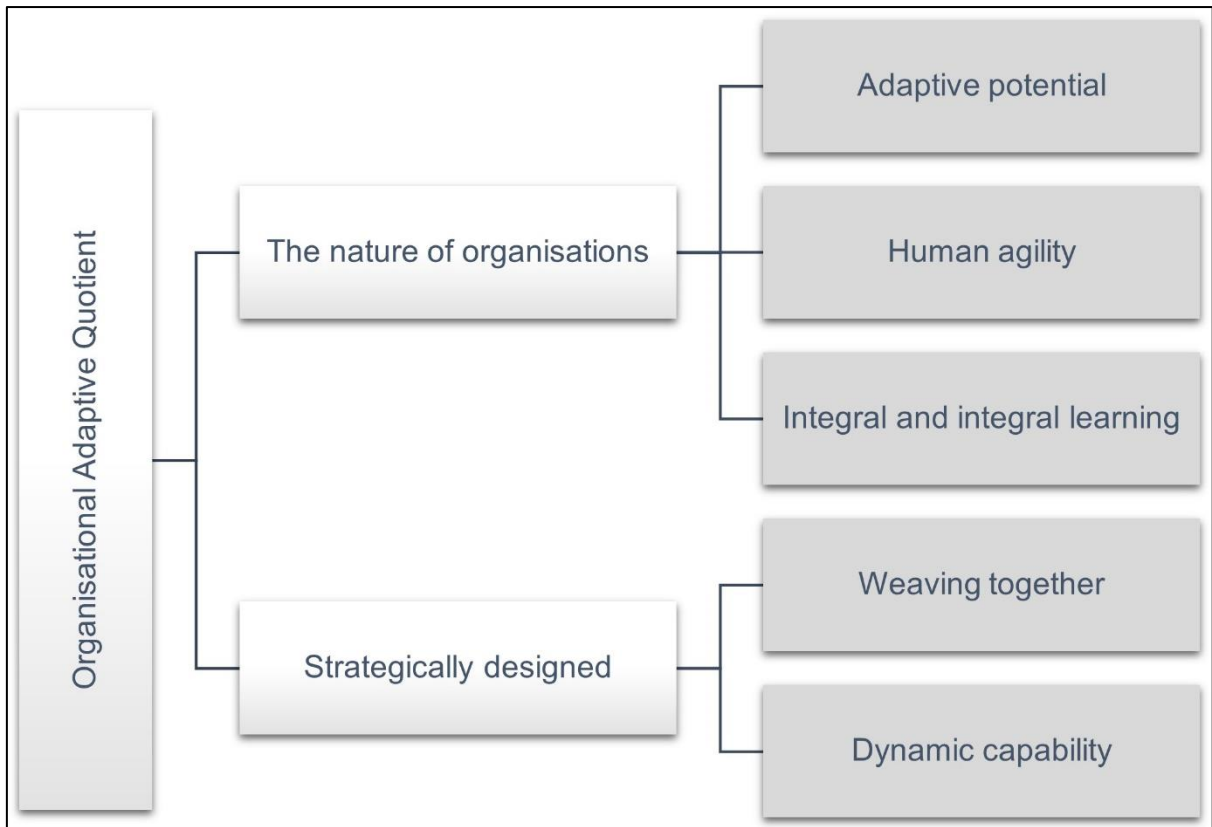 Organisational Adaptive Quotient
The nature of organisations
Adaptive potential
Human agility
Integral and integral learning
Strategically designed
Weaving together
Dynamic capability